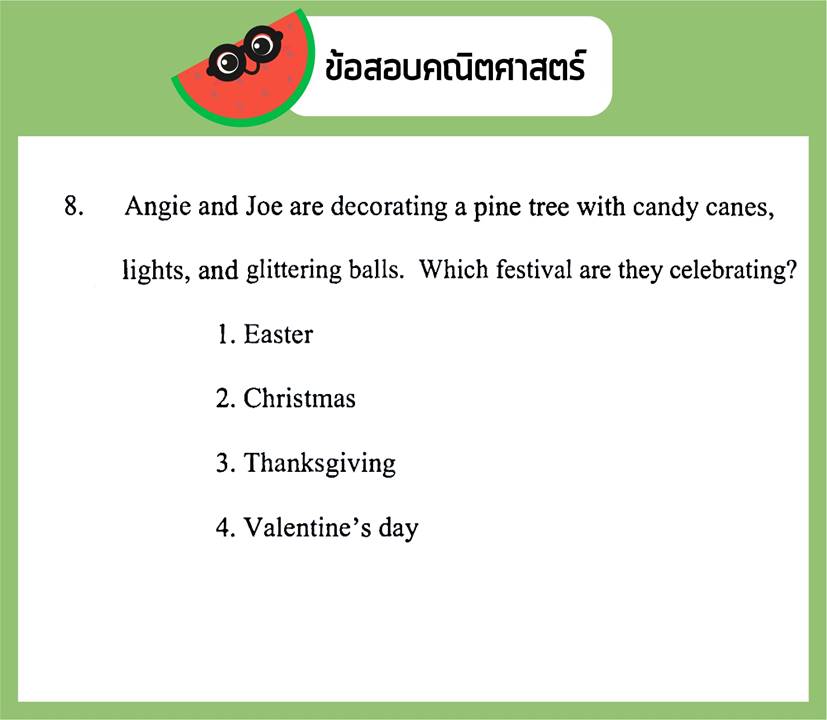 ข้อสอบคณิตศาสตร์
8. Angie and Joe are decorating a pine tree with candy canes,
lights, and glittering balls. Which festival are they celebrating?
1. Easter
2. Christmas
3. Thanksgiving
4. Valentine's day